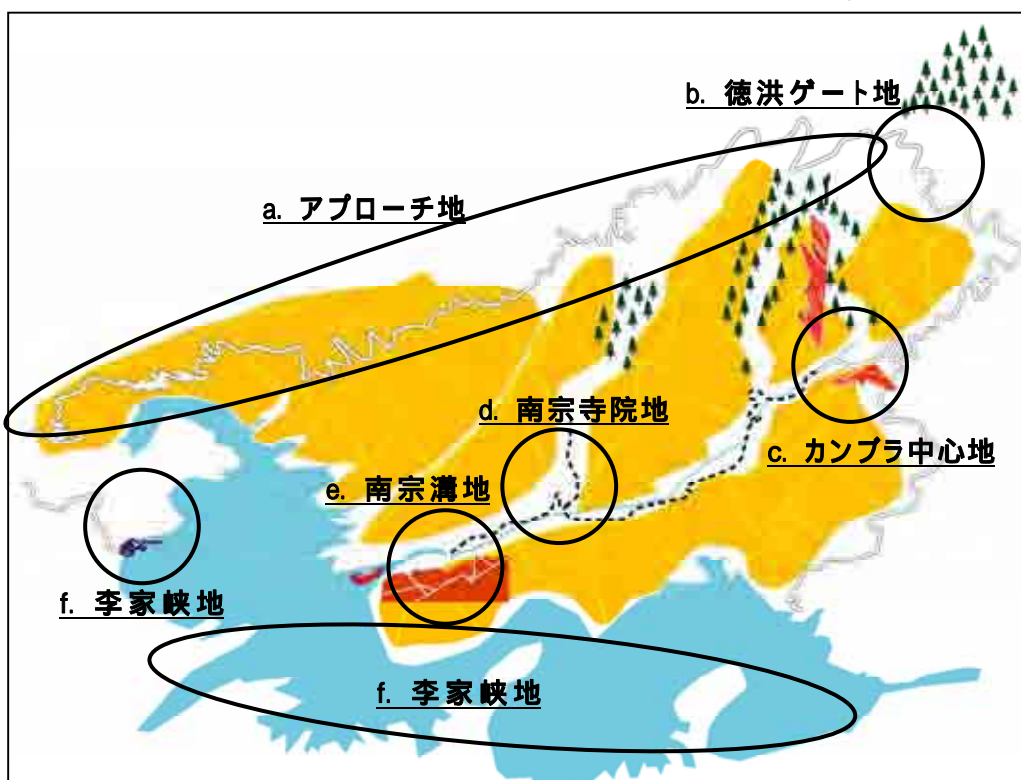 b. 徳洪ゲート地
a. アプローチ地
d. 南宗寺院地
c. カンブラ中心地
e. 南宗溝地
f. 李家峡地
f. 李家峡地